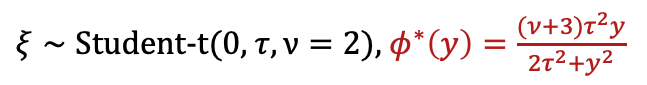 ξ ~ Student-t(0, τ, ν = 2), ϕ*(y) = (ν+3)τ²y / 2τ²+y²